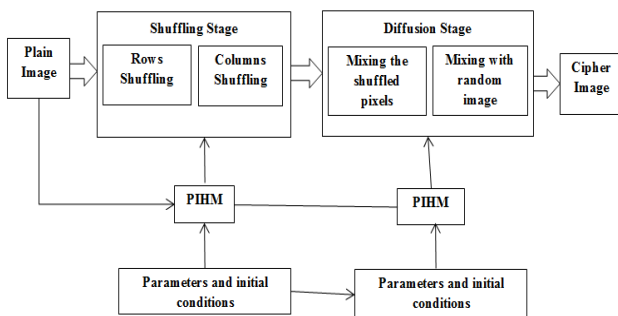 Shuffling Stage
Diffusion Stage
Plain
Image
Rows
Shuffling
Columns
Shuffling
Mixing the
shuffled
pixels
Mixing with
random
image
Cipher
Image
PIHM
PIHM
Parameters and initial
conditions
Parameters and initial
conditions